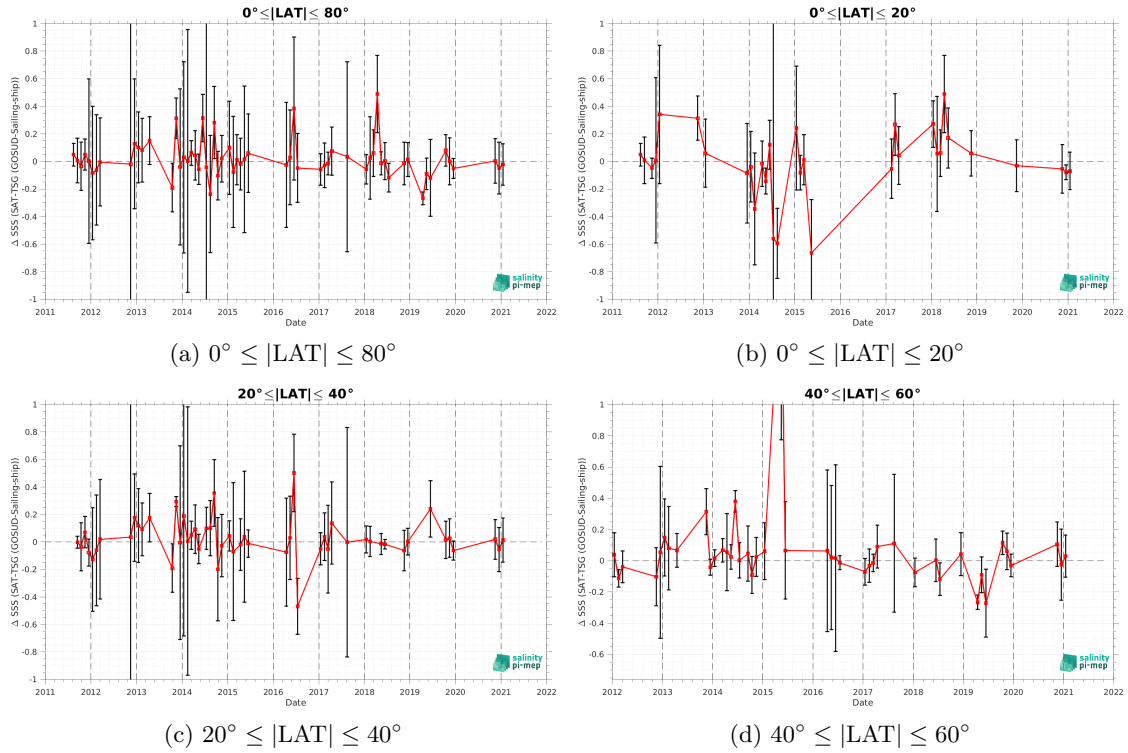 0°≤|LAT|≤ 80°
Δ SSS (SAT-TSG (GOSUD-Sailing-ship))
1
0.8
0.6
0.4
0.2
0
-0.2
-0.4
-0.6
-0.8
-1
2011 2012 2013 2014 2015 2016 2017 2018 2019 2020 2021 2022
Date
salinity
pi-mep
(a) 0° ≤ |LAT| ≤ 80°
0°≤|LAT|≤ 20°
Δ SSS (SAT-TSG (GOSUD-Sailing-ship))
1
0.8
0.6
0.4
0.2
0
-0.2
-0.4
-0.6
-0.8
-1
2011 2012 2013 2014 2015 2016 2017 2018 2019 2020 2021 2022
Date
salinity
pi-mep
(b) 0° ≤ |LAT| ≤ 20°
20°≤|LAT|≤ 40°
Δ SSS (SAT-TSG (GOSUD-Sailing-ship))
1
0.8
0.6
0.4
0.2
0
-0.2
-0.4
-0.6
-0.8
-1
2011 2012 2013 2014 2015 2016 2017 2018 2019 2020 2021 2022
Date
salinity
pi-mep
(c) 20° ≤ |LAT| ≤ 40°
40°≤|LAT|≤ 60°
Δ SSS (SAT-TSG (GOSUD-Sailing-ship))
1
0.8
0.6
0.4
0.2
0
-0.2
-0.4
-0.6
2012 2013 2014 2015 2016 2017 2018 2019 2020 2021 2022
Date
salinity
pi-mep
(d) 40° ≤ |LAT| ≤ 60°